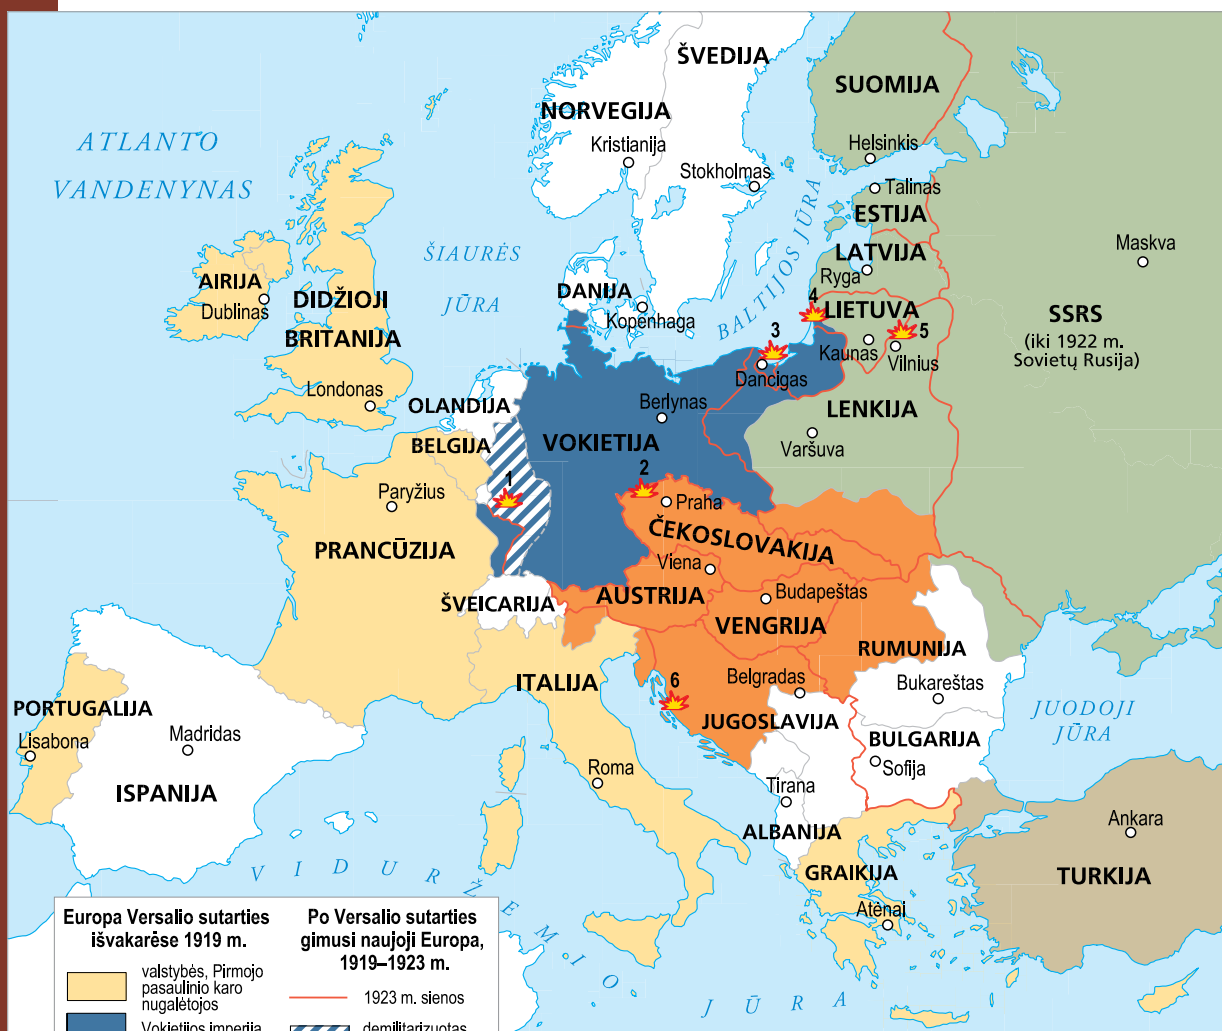 ŠVEDIJA
SUOMIJA
NORVEGIJA
ATLANTO
VANDENYNAS
Kristianija
Helsinkis
Stokholmas
Talinas
BALTIJOS JŪRA
ESTIJA
Maskva
ŠIAURĖS
JŪRA
LATVIJA
Ryga
AIRIJA
Dublinas
DIDŽIOJI
BRITANIJA
DANIJA
Kopenhaga
4
LIETUVA
SSRS
(iki 1922 m.
Sovietų Rusija)
3
5
Kaunas
Vilnius
Dancigas
Londonas
OLANDIJA
Berlynas
LENKIJA
BELGIJA
VOKIETIJA
Varšuva
1
2
Paryžius
Praha
PRANCŪZIJA
ČEKOSLOVAKIJA
Viena
ŠVEICARIJA
AUSTRIJA
Budapeštas
VENGRIJA
RUMUNIJA
ITALIJA
6
Belgradas
Bukareštas
PORTUGALIJA
Lisabona
Madridas
JUGOSLAVIJA
JUODOJI
JŪRA
BULGARIJA
Sofija
ISPANIJA
Roma
Tirana
ALBANIJA
Ankara
GRAIKIJA
TURKIJA
Atėnai
VIDURŽEMIO JŪRA
Europa Versalio sutarties
išvakarėse 1919 m.
valstybės, Pirmojo
pasaulinio karo
nugalėtojos
Vokietijos imperija
Po Versalio sutarties
gimusi naujoji Europa,
1919–1923 m.
1923 m. sienos
demilitarizuotas